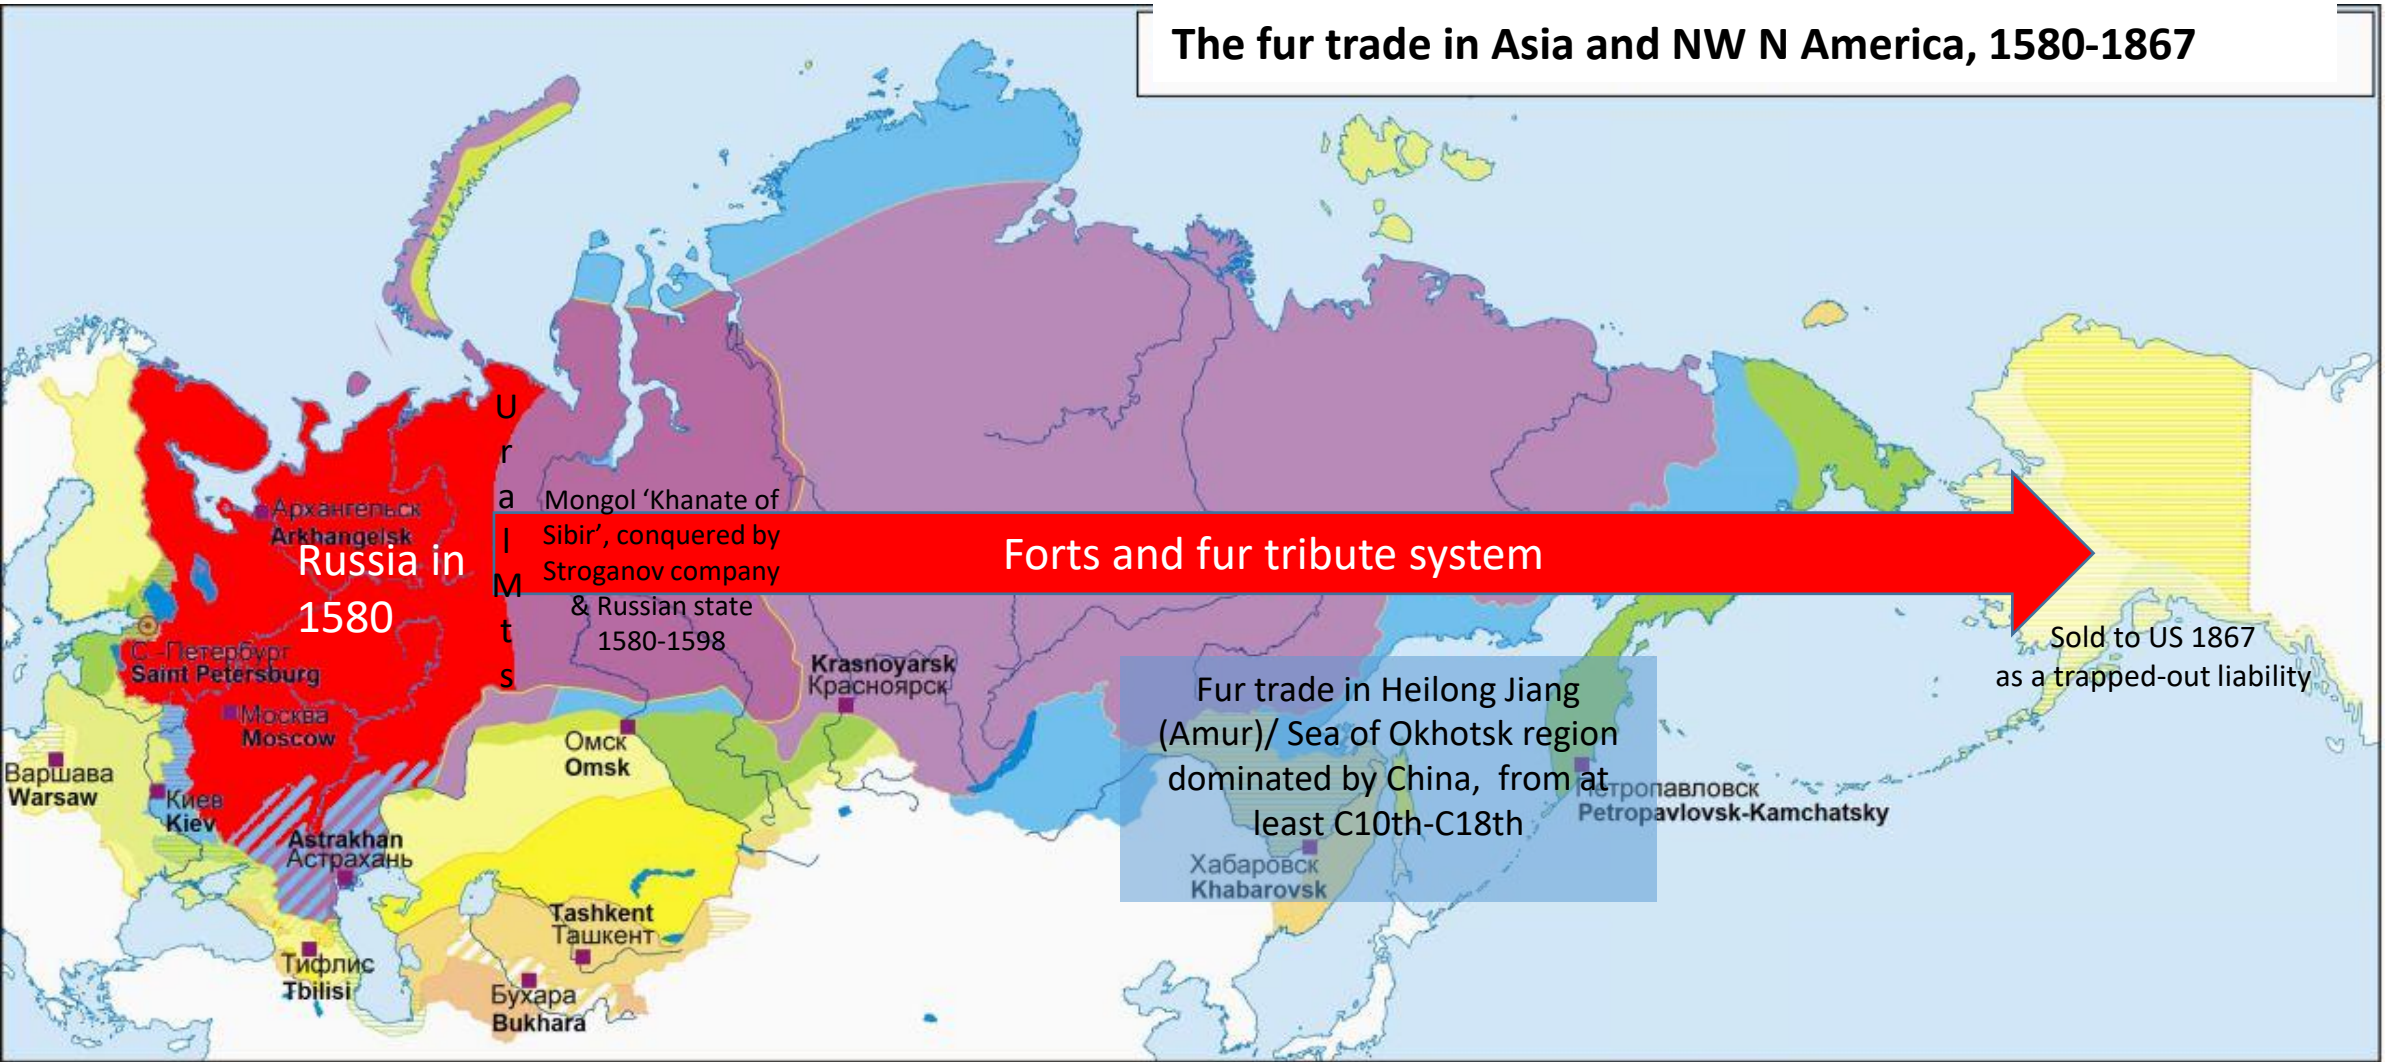 The fur trade in Asia and NW N America, 1580-1867
Ural Mts
Mongol ‘Khanate of
Sibir’, conquered by
Stroganov company
& Russian state
1580-1598
Forts and fur tribute system
Архангельск
Arkhangelsk
Russia in
1580
С.-Петербург
Saint Petersburg
Москва
Moscow
Варшава
Warsaw
Киев
Kiev
Astrakhan
Астрахань
Тифлис
Tbilisi
Омск
Omsk
Krasnoyarsk
Красноярск
Tashkent
Ташкент
Бухара
Bukhara
Fur trade in Heilong Jiang
(Amur)/ Sea of Okhotsk region
dominated by China, from at
least C10th-C18th
Хабаровск
Khabarovsk
Петропавловск
Petropavlovsk-Kamchatsky
Sold to US 1867
as a trapped-out liability